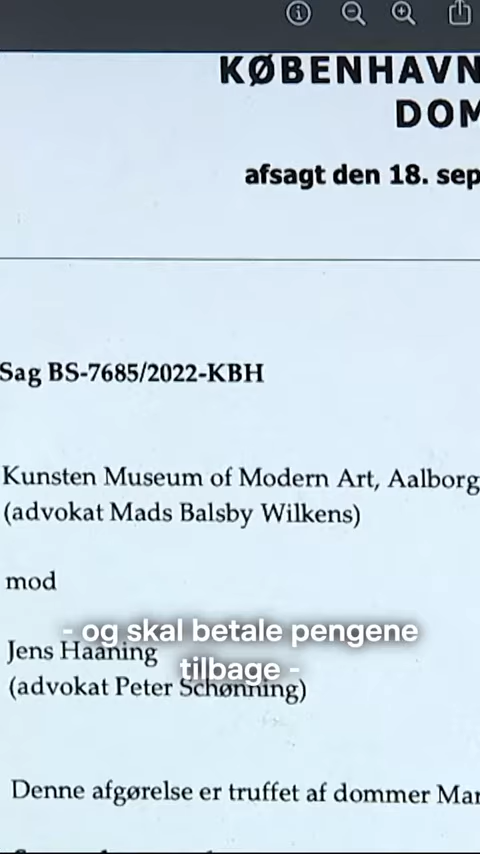 KØBENHAVN
DOM
afsagt den 18. sep
Sag BS-7685/2022-KBH
Kunsten Museum of Modern Art, Aalborg
(advokat Mads Balsby Wilkens)
mod
- og skal betale pengene
tilbage -
Jens Haaning
(advokat Peter Schønning)
Denne afgørelse er truffet af dommer Mar